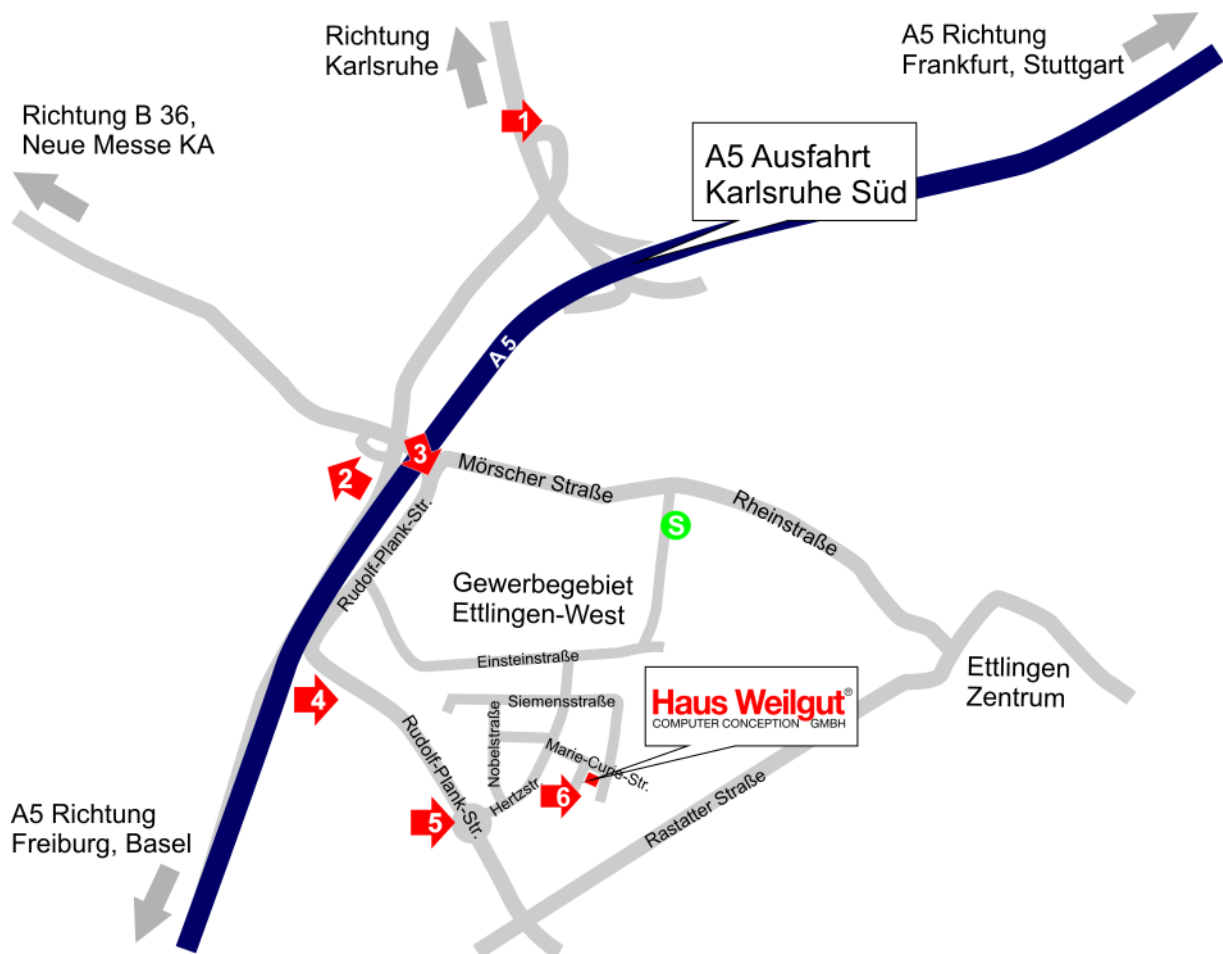 Richtung
Karlsruhe
A5 Richtung
Frankfurt, Stuttgart
Richtung B 36,
Neue Messe KA
1
A5 Ausfahrt
Karlsruhe Süd
A 5
2
3
Mörscher Straße
Rheinstraße
S
Rudolf-Plank-Str.
Gewerbegebiet
Ettlingen-West
Einsteinstraße
Ettlingen
Zentrum
4
Siemensstraße
Haus Weilgut®
COMPUTER CONCEPTION GMBH
Rudolf-Plank-Str.
Nobelstraße
Marie-Curie-Str.
Hertzstr.
5
6
Rastatter Straße
A5 Richtung
Freiburg, Basel